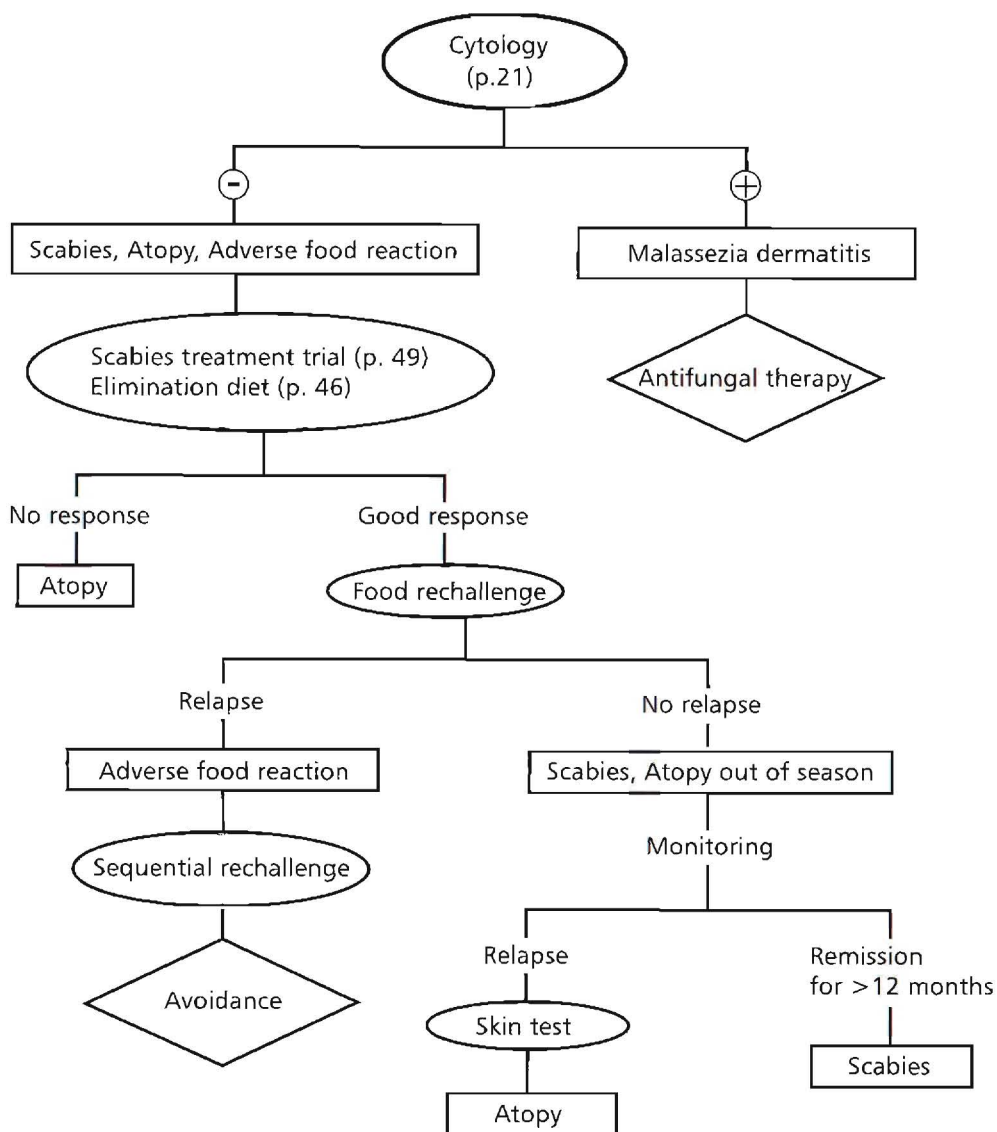 Cytology
(p.21)
-
+
Scabies, Atopy, Adverse food reaction
Malassezia dermatitis
Scabies treatment trial (p. 49)
Elimination diet (p. 46)
Antifungal therapy
No response
Good response
Atopy
Food rechallenge
Relapse
No relapse
Adverse food reaction
Scabies, Atopy out of season
Sequential rechallenge
Monitoring
Avoidance
Relapse
Remission
for >12 months
Skin test
Scabies
Atopy